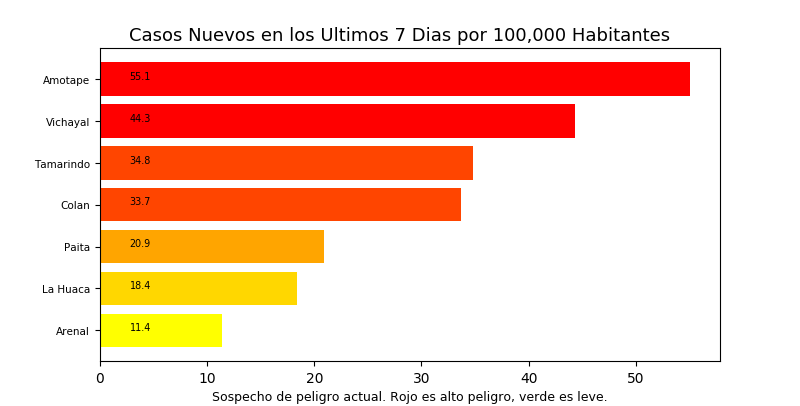 Casos Nuevos en los Ultimos 7 Dias por 100,000 Habitantes
Amotape 55.1
Vichayal 44.3
Tamarindo 34.8
Colan 33.7
Paita 20.9
La Huaca 18.4
Arenal 11.4
0 10 20 30 40 50
Sospecho de peligro actual. Rojo es alto peligro, verde es leve.